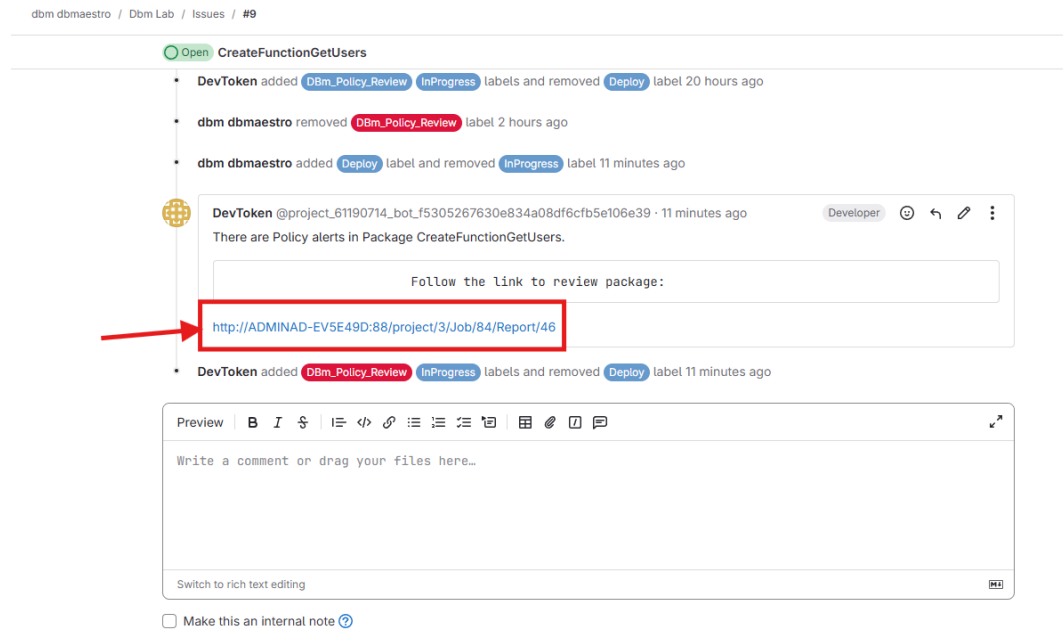 dbm dbmaestro / Dbm Lab / Issues / #9
Open CreateFunctionGetUsers
DevToken added DBm_Policy_Review InProgress labels and removed Deploy label 20 hours ago
dbm dbmaestro removed DBm_Policy_Review label 2 hours ago
dbm dbmaestro added Deploy label and removed InProgress label 11 minutes ago
DevToken @project_61190714_bot_f5305267630e834a08df6cfb5e106e39 · 11 minutes ago Developer
There are Policy alerts in Package CreateFunctionGetUsers.
Follow the link to review package:
http://ADMINAD-EV5E49D:88/project/3/Job/84/Report/46
DevToken added DBm_Policy_Review InProgress labels and removed Deploy label 11 minutes ago
Preview B I S
Write a comment or drag your files here…
Switch to rich text editing
Make this an internal note ?